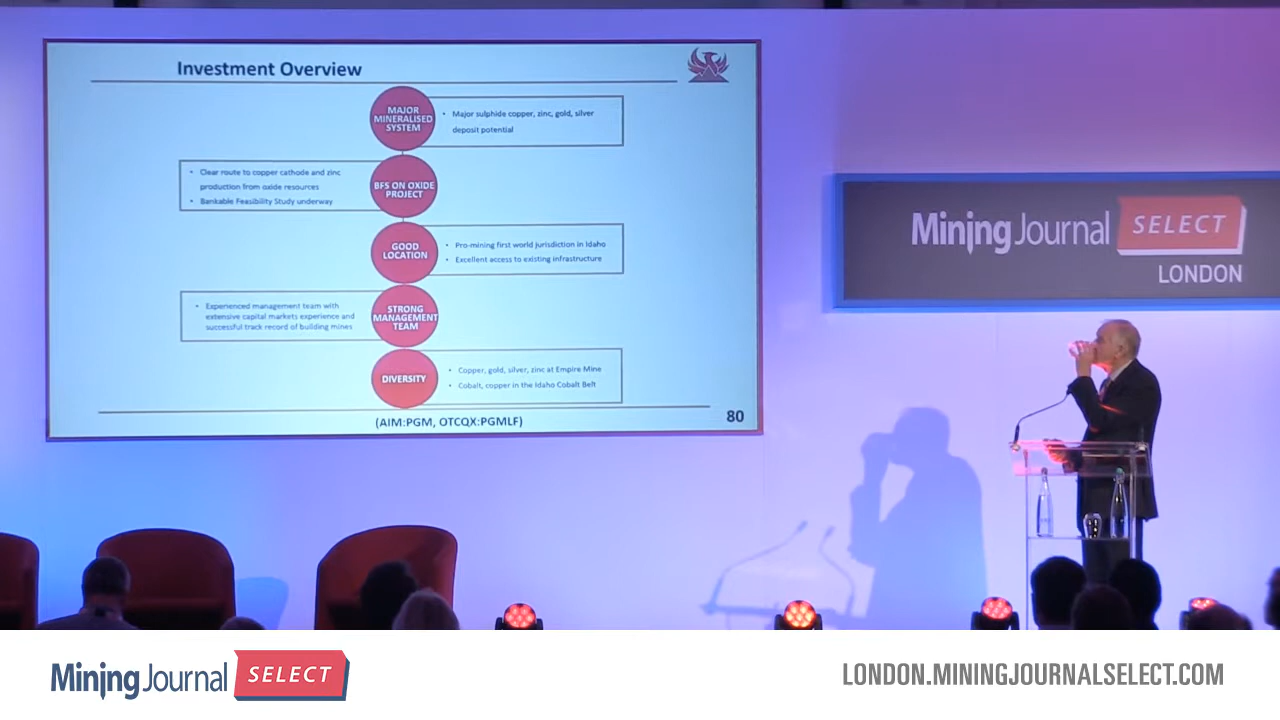 Investment Overview
MAJOR
MINERALISED
SYSTEM
• Major sulphide copper, zinc, gold, silver
deposit potential
• Clear route to copper cathode and zinc
production from oxide resources
• Bankable Feasibility Study underway
BFS ON OXIDE
PROJECT
GOOD
LOCATION
• Pro-mining first world jurisdiction in Idaho
• Excellent access to existing infrastructure
• Experienced management team with
extensive capital markets experience and
successful track record of building mines
STRONG
MANAGEMENT
TEAM
DIVERSITY
• Copper, gold, silver, zinc at Empire Mine
• Cobalt, copper in the Idaho Cobalt Belt
(AIM:PGM, OTCQX:PGMLF)
80
Mining Journal SELECT
LONDON
Mining Journal SELECT
LONDON.MININGJOURNALSELECT.COM